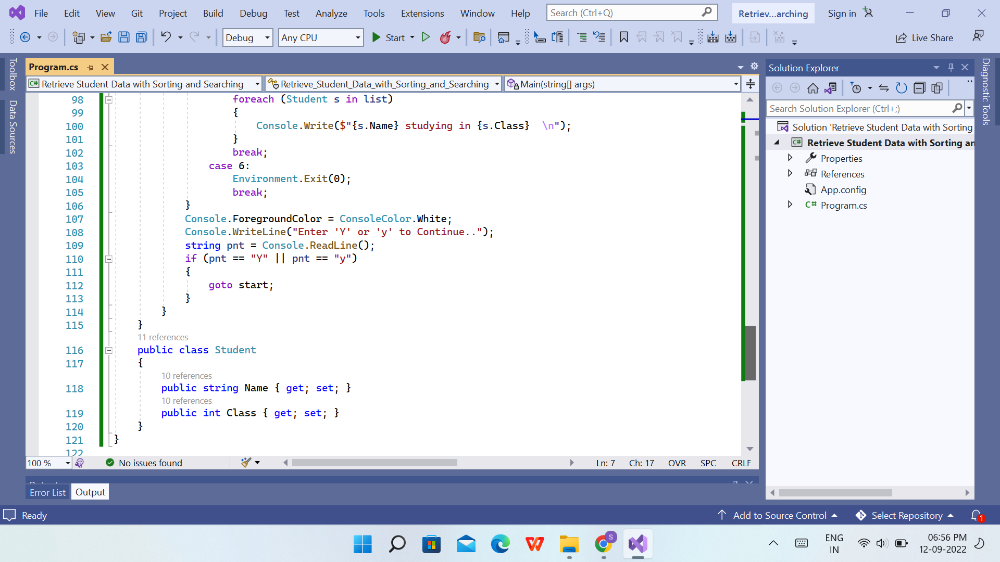 File Edit View Git Project Build Debug Test Analyze Tools Extensions Window Help Search (Ctrl+Q) Retriev...arching Sign in
Debug Any CPU Start Live Share
Toolbox
Data Sources
Program.cs
Retrieve Student Data with Sorting and Searching Retrieve_Student_Data_with_Sorting_and_Searching Main(string[] args)
98 foreach (Student s in list)
99 {
100 Console.Write($"{s.Name} studying in {s.Class}  \n");
101 }
102 break;
103 case 6:
104 Environment.Exit(0);
105 break;
106 }
107 Console.ForegroundColor = ConsoleColor.White;
108 Console.WriteLine("Enter 'Y' or 'y' to Continue..");
109 string pnt = Console.ReadLine();
110 if (pnt == "Y" || pnt == "y")
111 {
112 goto start;
113 }
114 }
115 }
11 references
116 public class Student
117 {
10 references
118 public string Name { get; set; }
10 references
119 public int Class { get; set; }
120 }
121 }
122
100 % No issues found Ln: 7 Ch: 17 OVR SPC CRLF
Error List Output
Solution Explorer
Search Solution Explorer (Ctrl+;)
Solution 'Retrieve Student Data with Sorting
C# Retrieve Student Data with Sorting an
Properties
References
App.config
C# Program.cs
Diagnostic Tools
Ready Add to Source Control Select Repository 1
S
ENG
IN
06:56 PM
12-09-2022